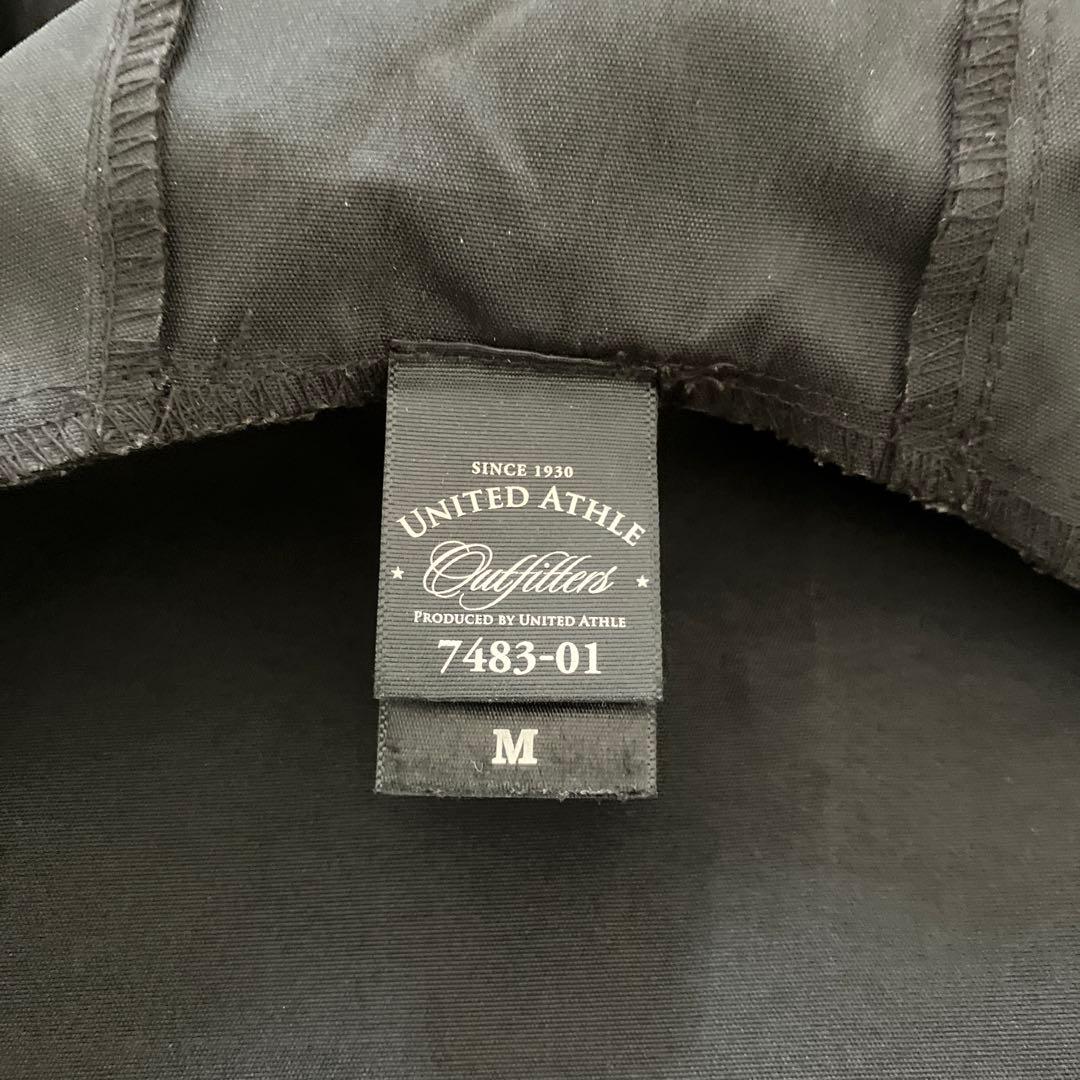 SINCE 1930
UNITED ATHLE
Outfitters
PRODUCED BY UNITED ATHLE
7483-01
M